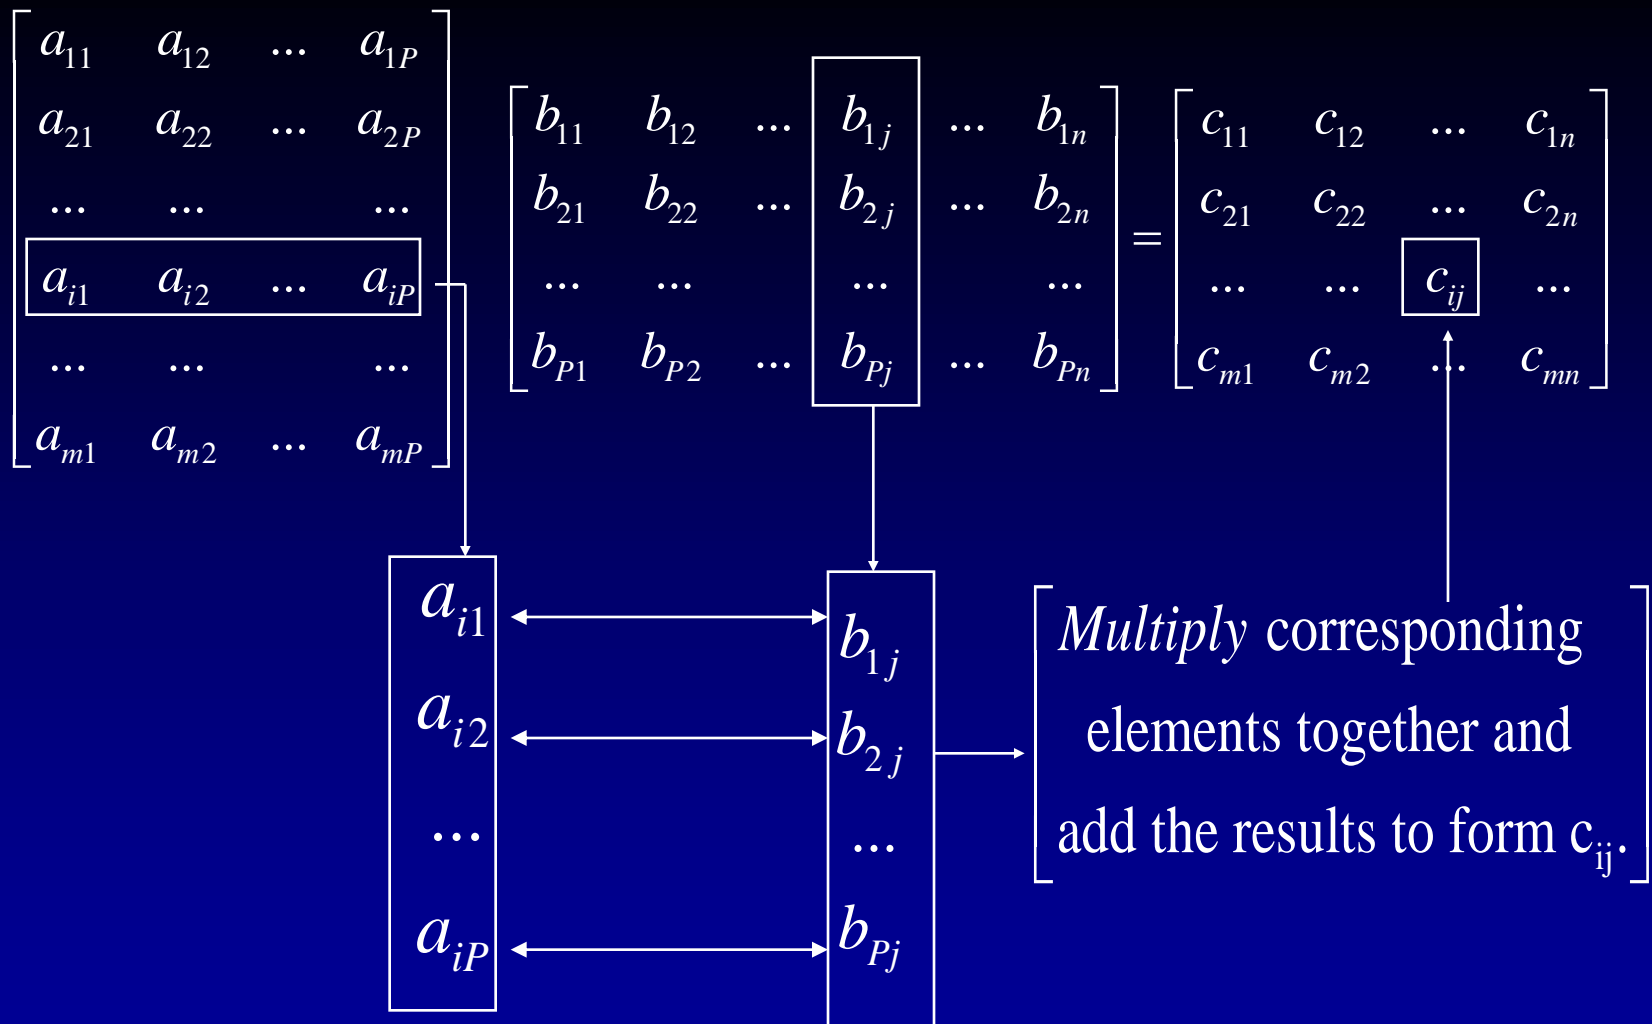 a11 a12 ... a1P
a21 a22 ... a2P
... ... ...
ai1 ai2 ... aiP
... ... ...
am1 am2 ... amP
b11 b12 ... b1j ... b1n
b21 b22 ... b2j ... b2n
... ... ... ...
bP1 bP2 ... bPj ... bPn
=
c11 c12 ... c1n
c21 c22 ... c2n
... ... cij ...
cm1 cm2 ... cmn
ai1
ai2
...
aiP
b1j
b2j
...
bPj
Multiply corresponding
elements together and
add the results to form cij.